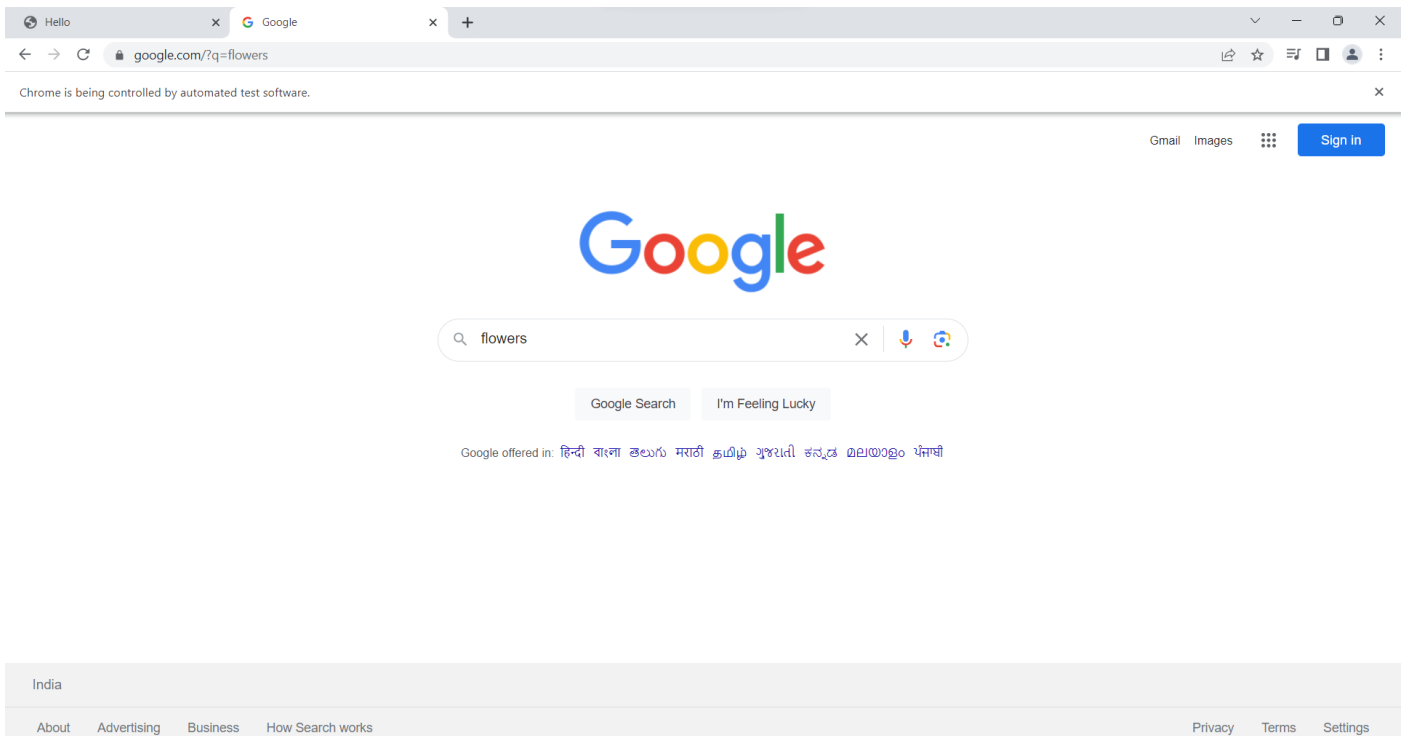 Hello Google
google.com/?q=flowers
Chrome is being controlled by automated test software.
Gmail Images Sign in
Google
flowers
Google Search I'm Feeling Lucky
Google offered in: हिन्दी বাংলা తెలుగు मराठी தமிழ் ગુજરાતી ಕನ್ನಡ മലയാളം ਪੰਜਾਬੀ
India
About Advertising Business How Search works Privacy Terms Settings